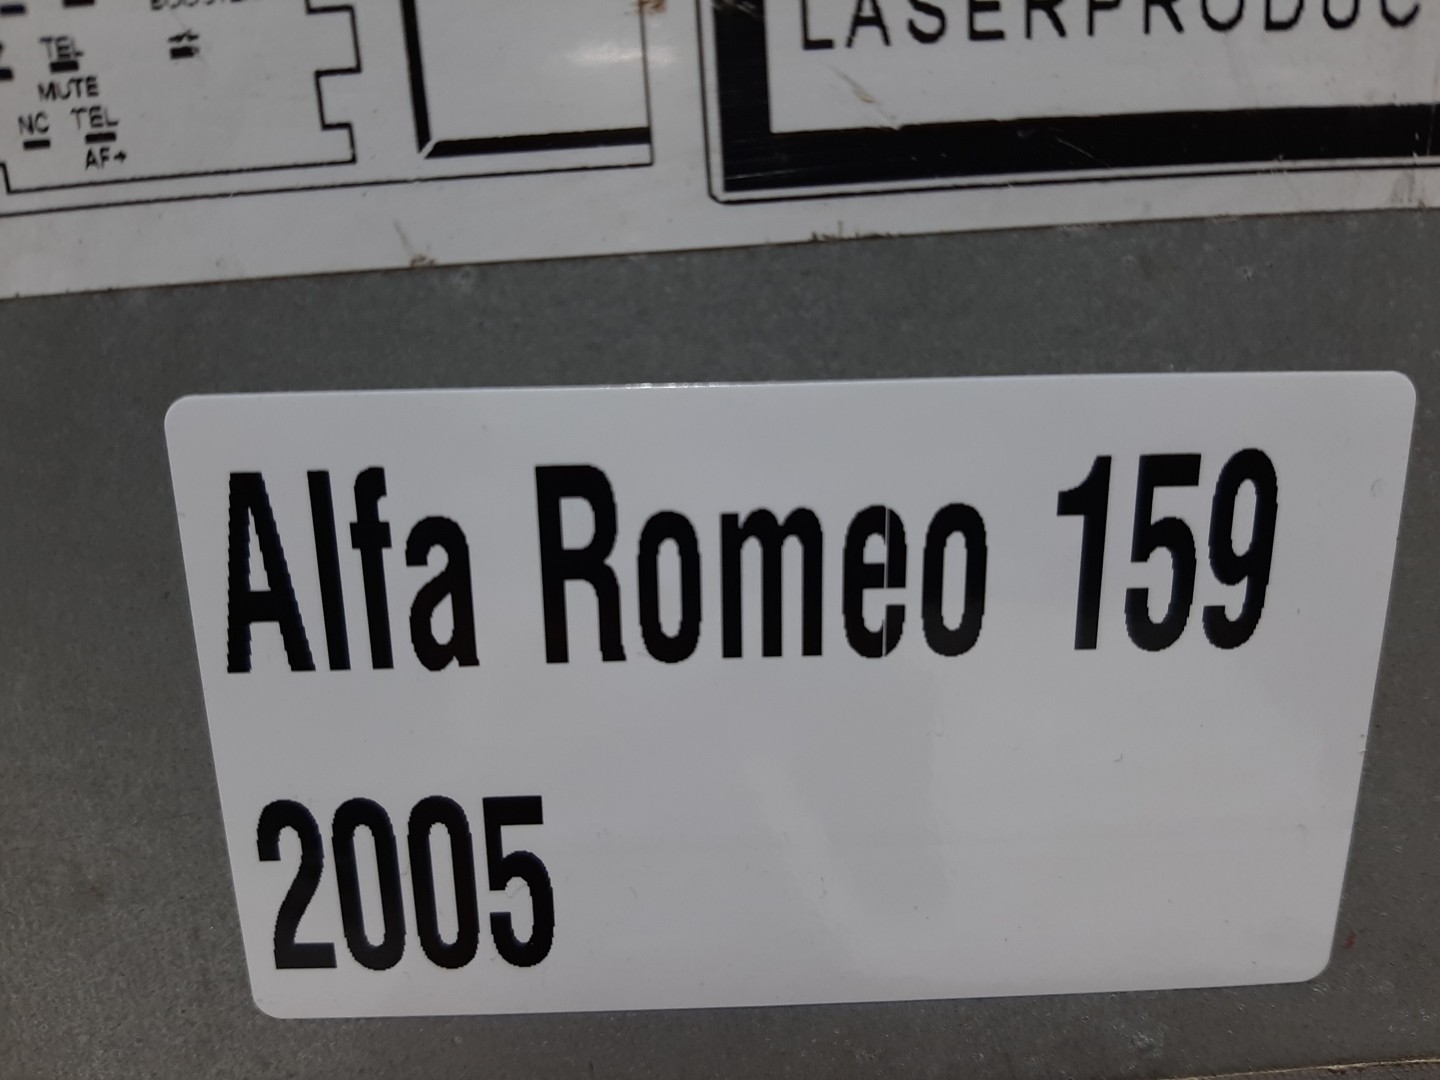 LASERPRODUC
TEL
MUTE
NC TEL
AF+
Alfa Romeo 159
2005